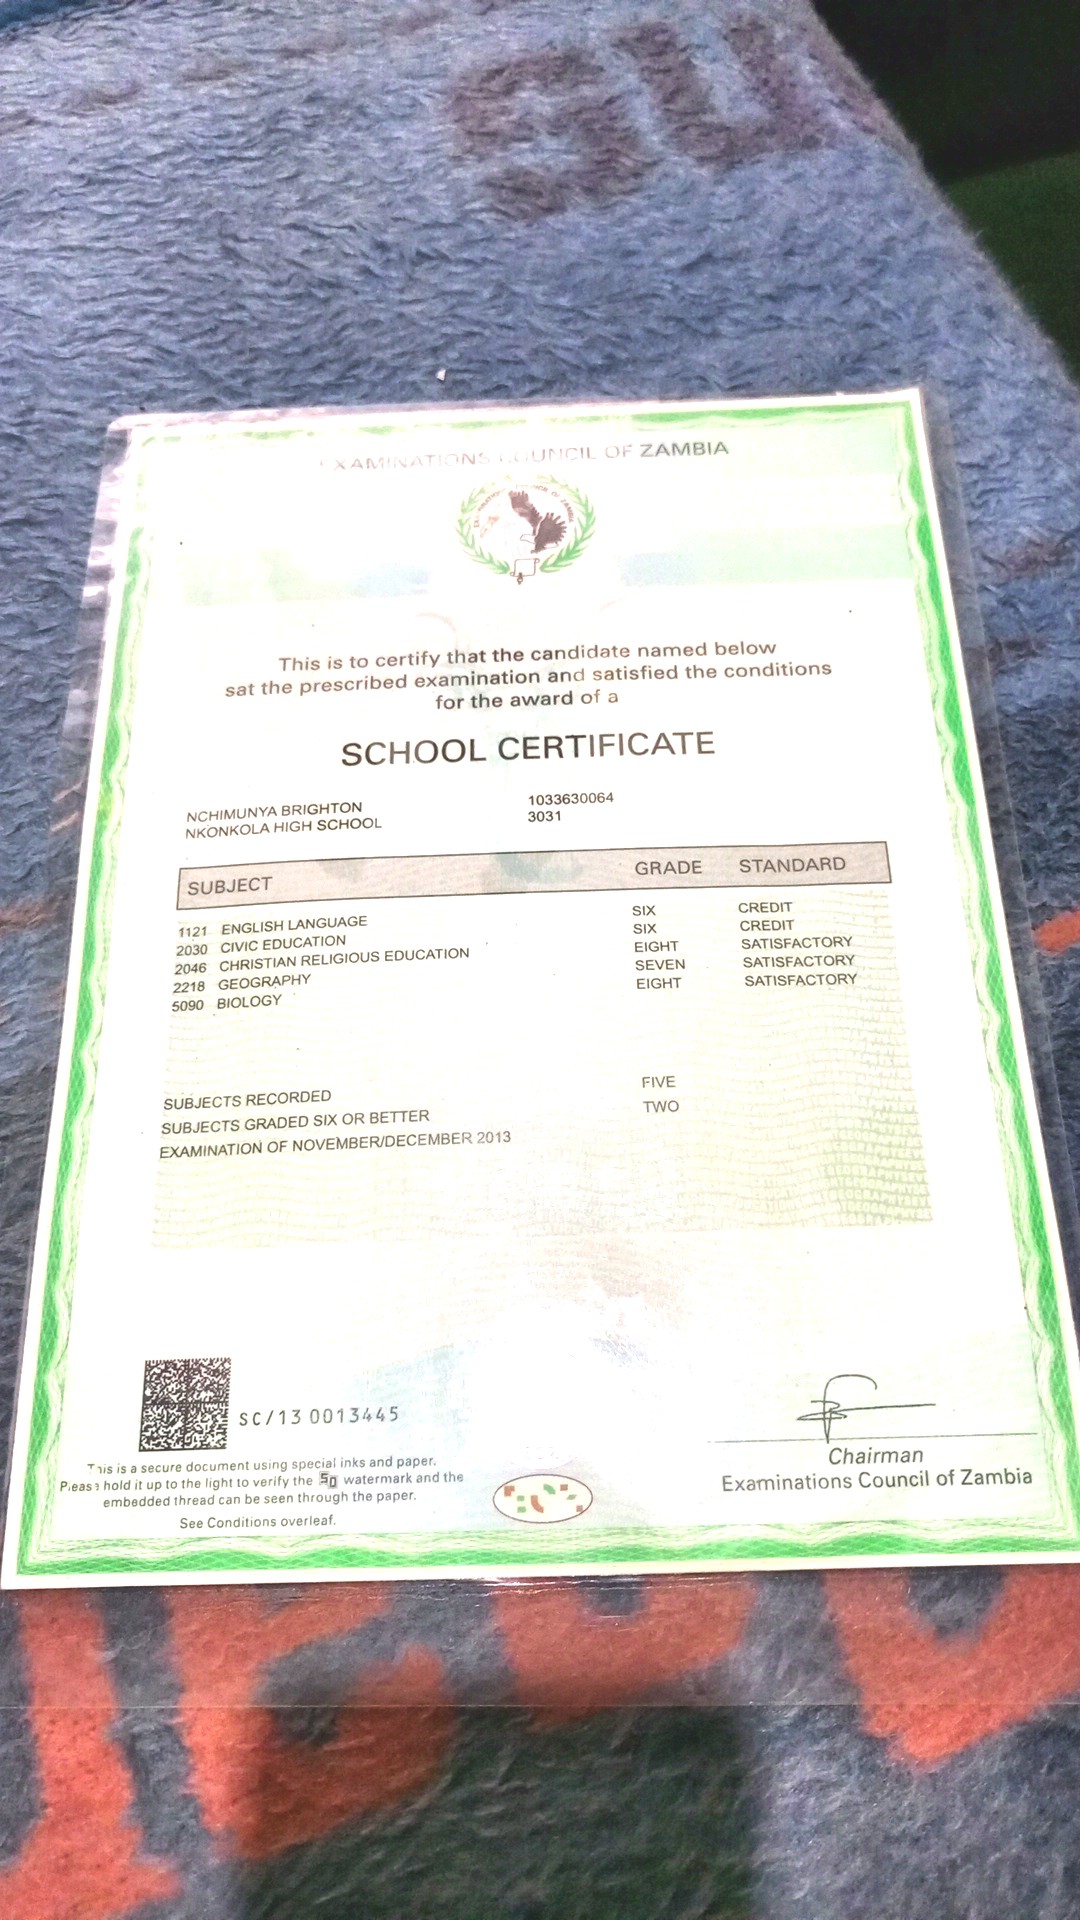 EXAMINATIONS COUNCIL OF ZAMBIA
This is to certify that the candidate named below
sat the prescribed examination and satisfied the conditions
for the award of a
SCHOOL CERTIFICATE
NCHIMUNYA BRIGHTON 1033630064
NKONKOLA HIGH SCHOOL 3031
SUBJECT GRADE STANDARD
1121 ENGLISH LANGUAGE SIX CREDIT
2030 CIVIC EDUCATION SIX CREDIT
2046 CHRISTIAN RELIGIOUS EDUCATION EIGHT SATISFACTORY
2218 GEOGRAPHY SEVEN SATISFACTORY
5090 BIOLOGY EIGHT SATISFACTORY
SUBJECTS RECORDED FIVE
SUBJECTS GRADED SIX OR BETTER TWO
EXAMINATION OF NOVEMBER/DECEMBER 2013
SC/13 0013445
This is a secure document using special inks and paper.
Please hold it up to the light to verify the watermark and the
embedded thread can be seen through the paper.
See Conditions overleaf.
Chairman
Examinations Council of Zambia